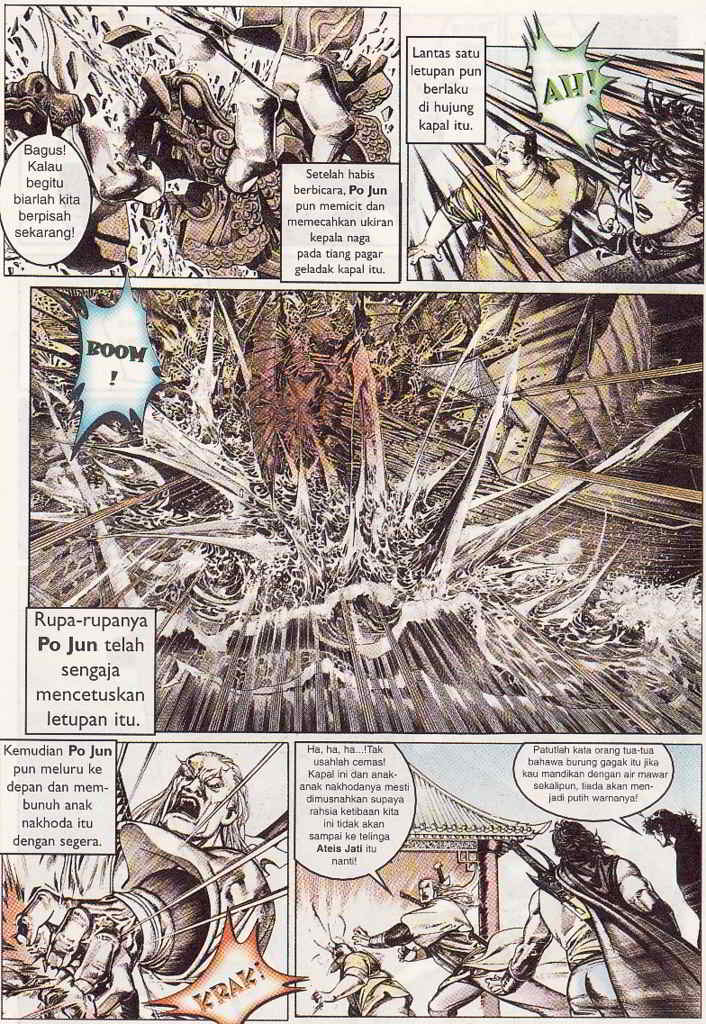 Bagus!
Kalau
begitu
biarlah kita
berpisah
sekarang!
Setelah habis
berbicara, Po Jun
pun memicit dan
memecahkan ukiran
kepala naga
pada tiang pagar
geladak kapal itu.
Lantas satu
letupan pun
berlaku
di hujung
kapal itu.
AH!
BOOM
!
Rupa-rupanya
Po Jun telah
sengaja
mencetuskan
letupan itu.
Kemudian Po Jun
pun meluru ke
depan dan mem-
bunuh anak
nakhoda itu
dengan segera.
KRAK!
Ha, ha, ha...!Tak
usahlah cemas!
Kapal ini dan anak-
anak nakhodanya mesti
dimusnahkan supaya
rahsia ketibaan kita
ini tidak akan
sampai ke telinga
Ateis Jati itu
nanti!
Patutlah kata orang tua-tua
bahawa burung gagak itu jika
kau mandikan dengan air mawar
sekalipun, tiada akan men-
jadi putih warnanya!